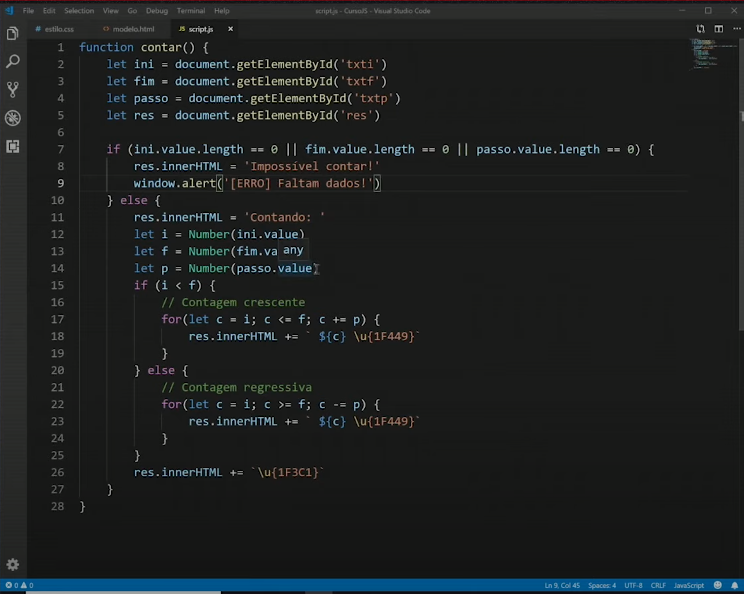 File Edit Selection View Go Debug Terminal Help script.js - CursoJS - Visual Studio Code
# estilo.css <> modelo.html JS script.js ×
1 function contar() {
2 let ini = document.getElementById('txti')
3 let fim = document.getElementById('txtf')
4 let passo = document.getElementById('txtp')
5 let res = document.getElementById('res')
6
7 if (ini.value.length == 0 || fim.value.length == 0 || passo.value.length == 0) {
8 res.innerHTML = 'Impossível contar!'
9 window.alert('[ERRO] Faltam dados!')
10 } else {
11 res.innerHTML = 'Contando: '
12 let i = Number(ini.value)
any
13 let f = Number(fim.va
14 let p = Number(passo.value)
15 if (i < f) {
16 // Contagem crescente
17 for(let c = i; c <= f; c += p) {
18 res.innerHTML += ` ${c} \u{1F449}`
19 }
20 } else {
21 // Contagem regressiva
22 for(let c = i; c >= f; c -= p) {
23 res.innerHTML += ` ${c} \u{1F449}`
24 }
25 }
26 res.innerHTML += `\u{1F3C1}`
27 }
28 }
0 0 Ln 9, Col 45 Spaces: 4 UTF-8 CRLF JavaScript